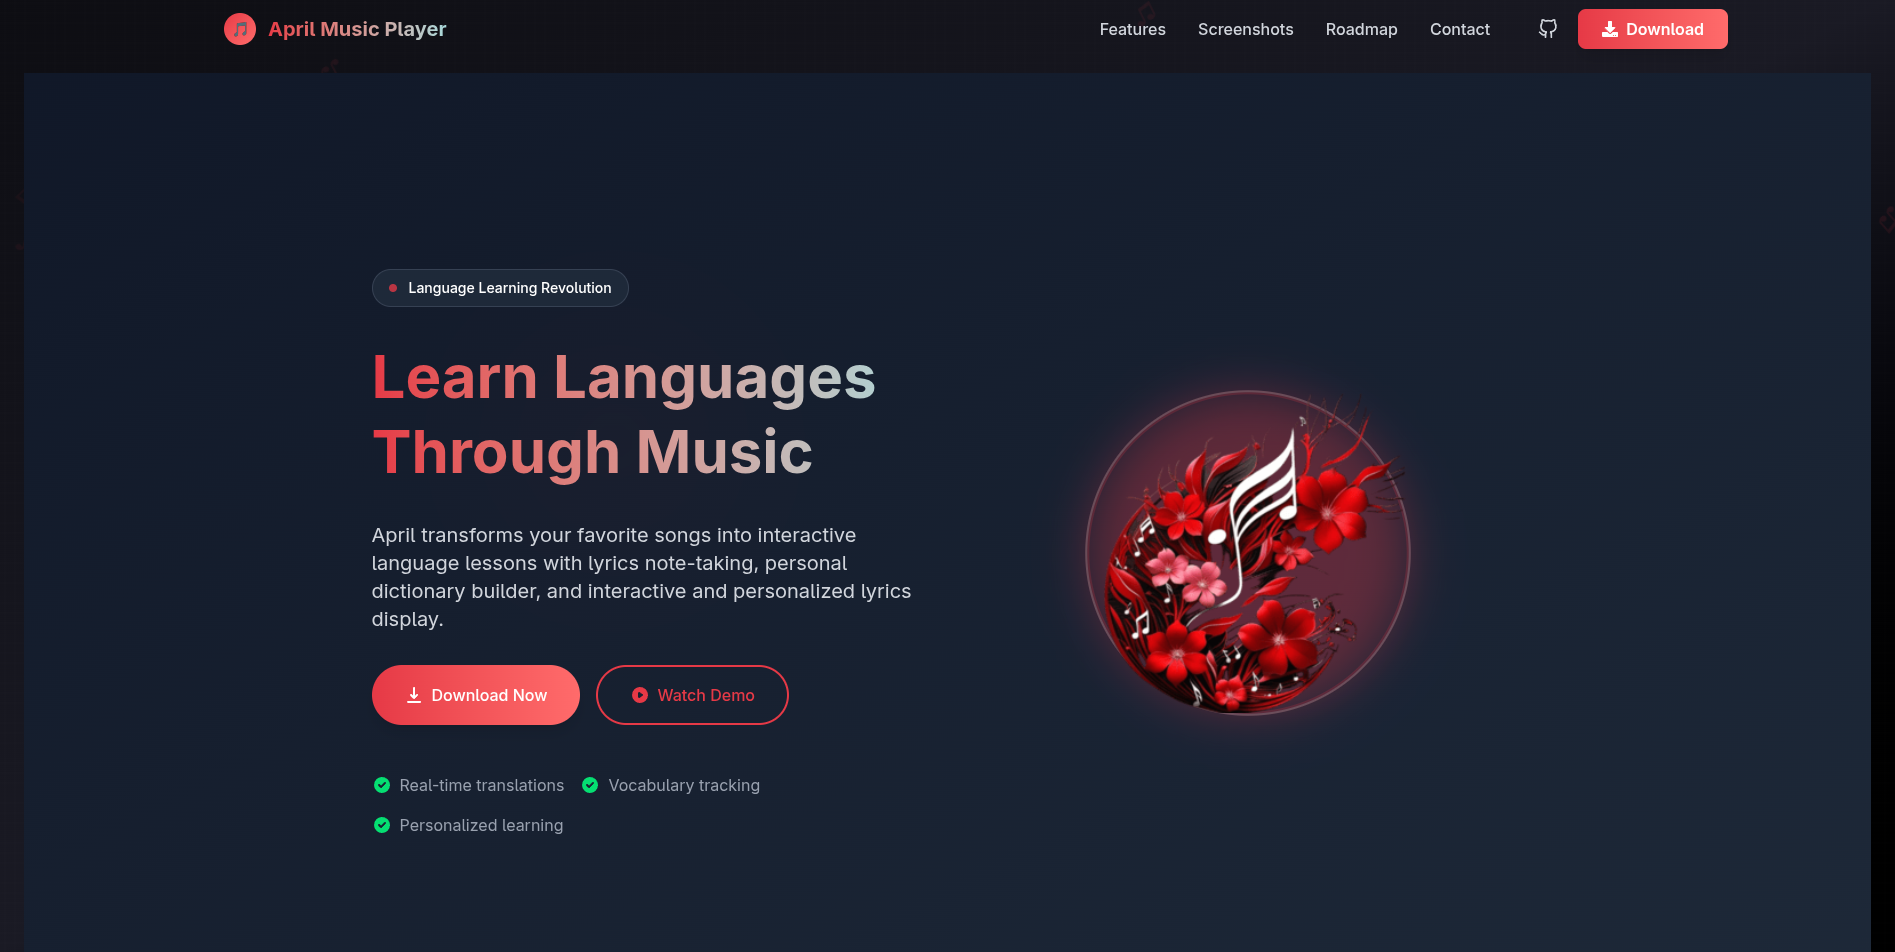 April Music Player
Features
Screenshots
Roadmap
Contact
Download
Language Learning Revolution
Learn Languages
Through Music
April transforms your favorite songs into interactive
language lessons with lyrics note-taking, personal
dictionary builder, and interactive and personalized lyrics
display.
Download Now
Watch Demo
Real-time translations
Vocabulary tracking
Personalized learning